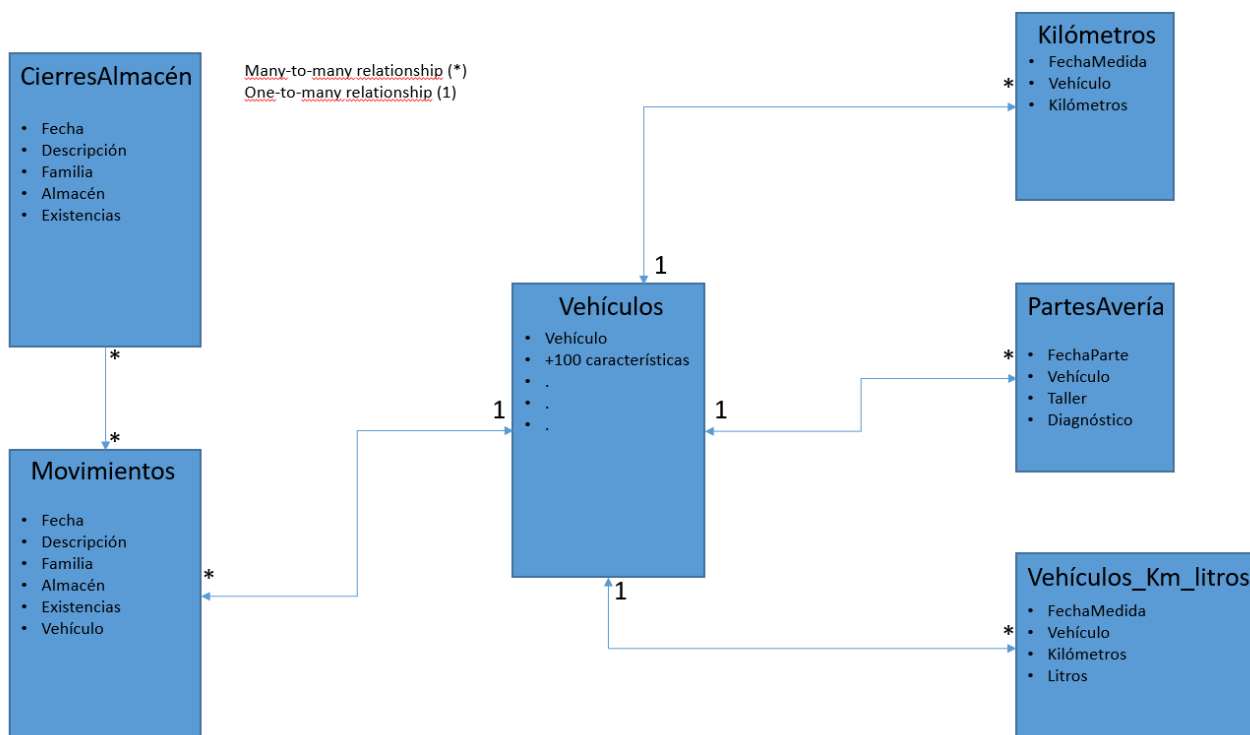 CierresAlmacén
• Fecha
• Descripción
• Familia
• Almacén
• Existencias
Many-to-many relationship (*)
One-to-many relationship (1)
Kilómetros
• FechaMedida
• Vehículo
• Kilómetros
*
1
Vehículos
• Vehículo
• +100 características
• .
• .
• .
PartesAvería
• FechaParte
• Vehículo
• Taller
• Diagnóstico
*
1
1
*
*
Movimientos
• Fecha
• Descripción
• Familia
• Almacén
• Existencias
• Vehículo
*
1
*
Vehículos_Km_litros
• FechaMedida
• Vehículo
• Kilómetros
• Litros